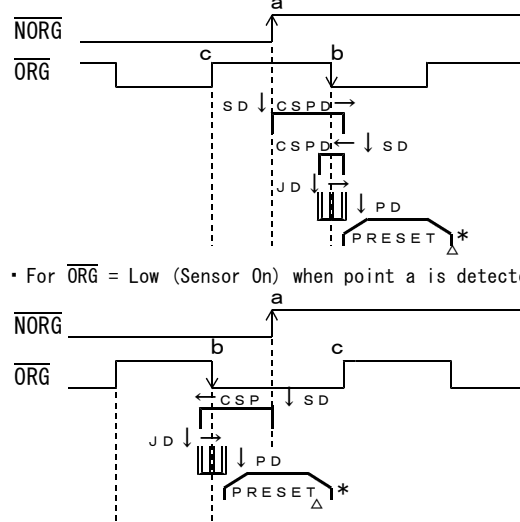 a
NORG
c b
ORG
SD ↓ CSPD →
CSPD ← ↓ SD
JD ↓ →
↓ PD
PRESET *
・For ORG = Low (Sensor On) when point a is detecte
a
NORG
b c
ORG
← CSP ↓ SD
JD ↓ →
↓ PD
PRESET *